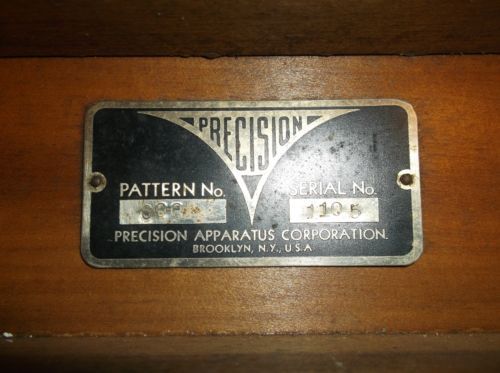 PRECISION
PATTERN No. SERIAL No.
1105
PRECISION APPARATUS CORPORATION.
BROOKLYN, N.Y., U.S.A.